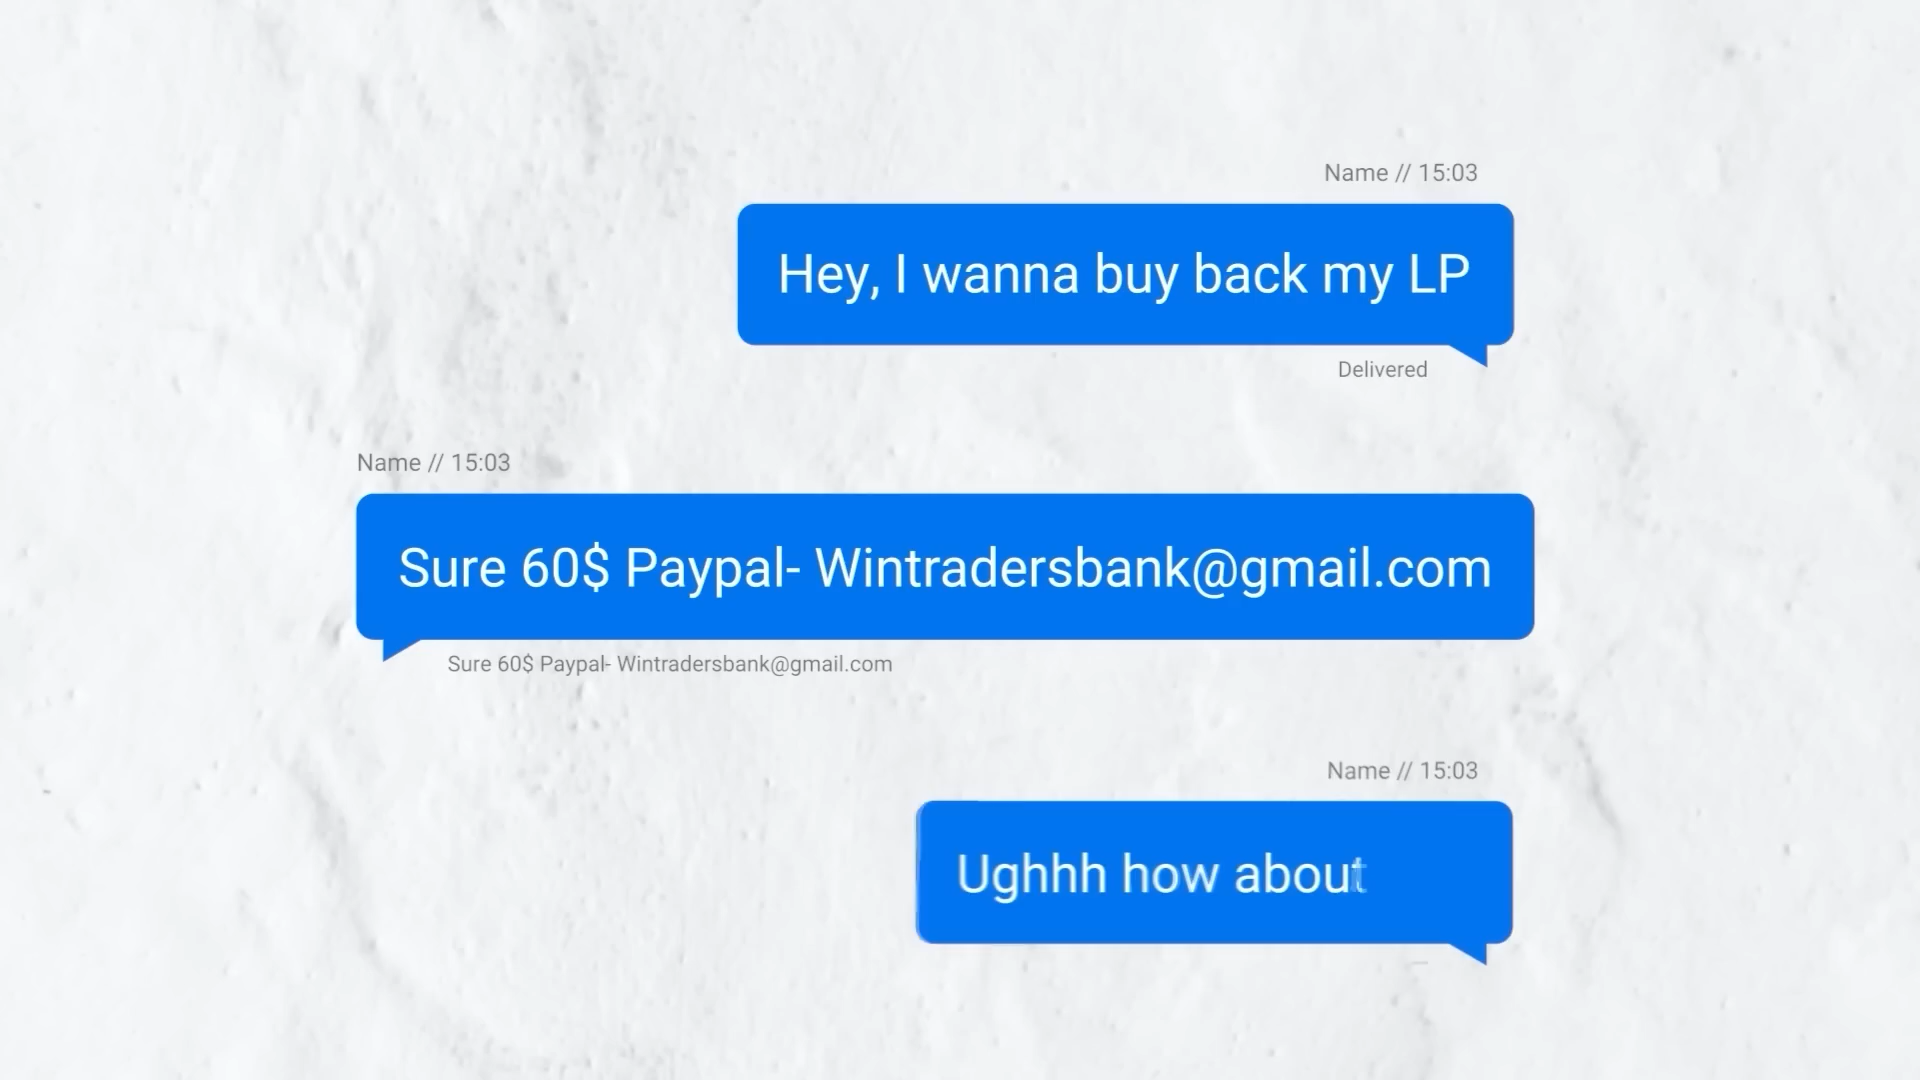 Name // 15:03
Hey, I wanna buy back my LP
Delivered
Name // 15:03
Sure 60$ Paypal- Wintradersbank@gmail.com
Sure 60$ Paypal- Wintradersbank@gmail.com
Name // 15:03
Ughhh how about